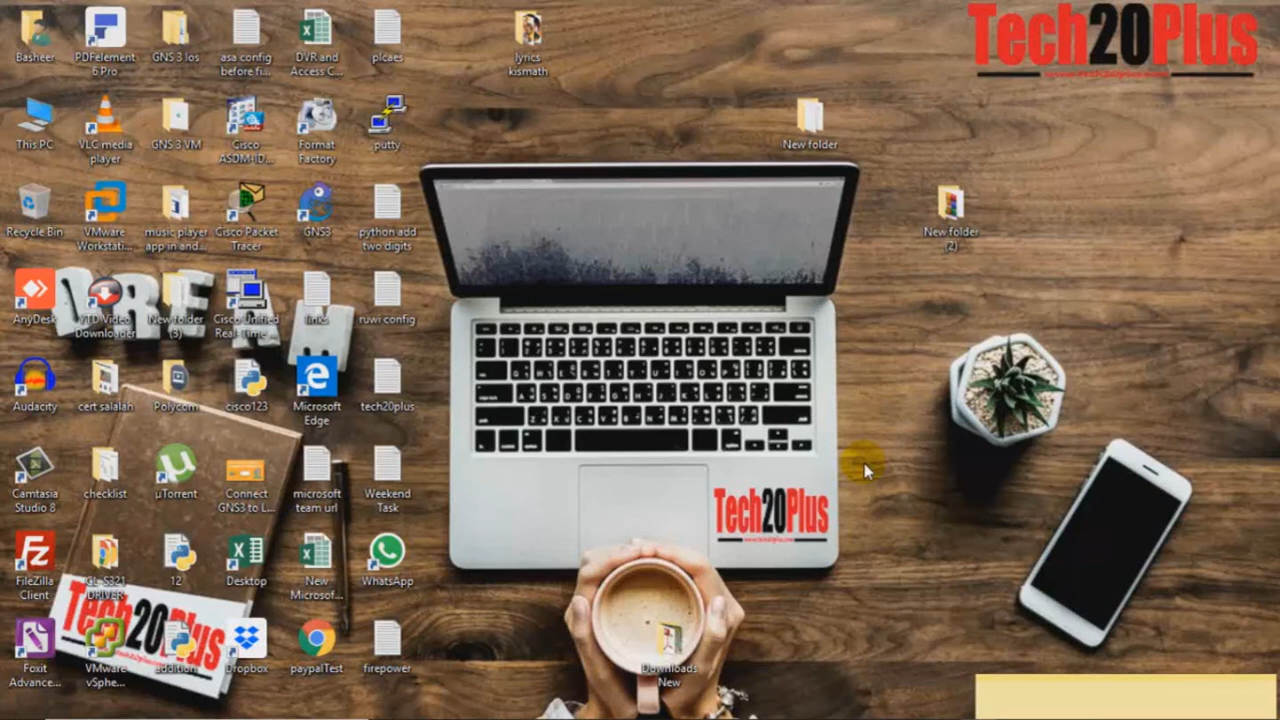 Tech20Plus
Basheer
PDFelement
6 Pro
GNS 3 Ios
asa config
before fi...
DVR and
Access C...
plcaes
lyrics
kismath
This PC
VLC media
player
GNS 3 VM
Cisco
ASDM-ID...
Format
Factory
putty
New folder
Recycle Bin
VMware
Workstati...
music player
app in and...
Cisco Packet
Tracer
GNS3
python add
two digits
New folder
(2)
AnyDesk
YTD Video
Downloader
New folder
(3)
Cisco Unified
Real-Time...
links
ruwi config
Audacity
cert salalah
Polycom
cisco123
Microsoft
Edge
tech20plus
Camtasia
Studio 8
checklist
µTorrent
Connect
GNS3 to L...
microsoft
team url
Weekend
Task
Tech20Plus
FileZilla
Client
GL-S321
DRIVER
12
Desktop
New
Microsof...
WhatsApp
Tech20Plus
Foxit
Advance...
VMware
vSphe...
addition
Dropbox
paypalTest
firepower
Downloads
New